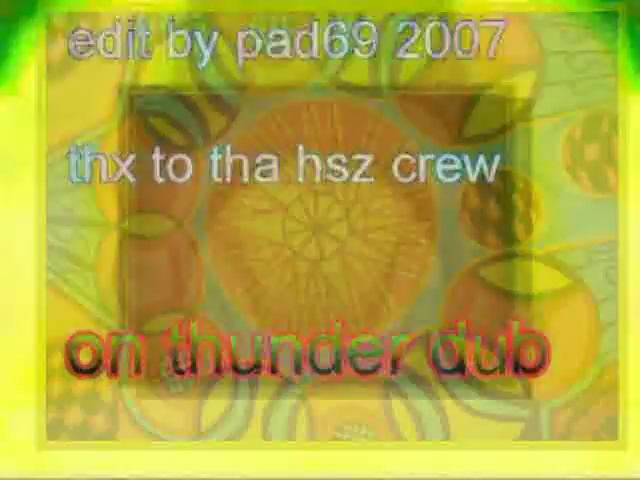 edit by pad69 2007
thx to tha hsz crew
on thunder dub